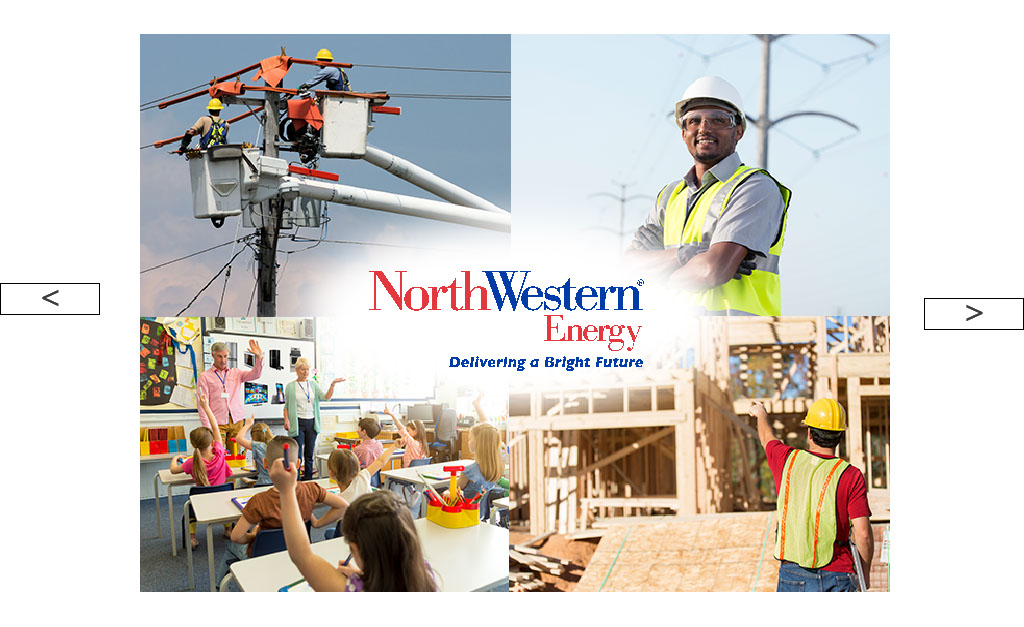 <
>
NorthWestern®
Energy
Delivering a Bright Future